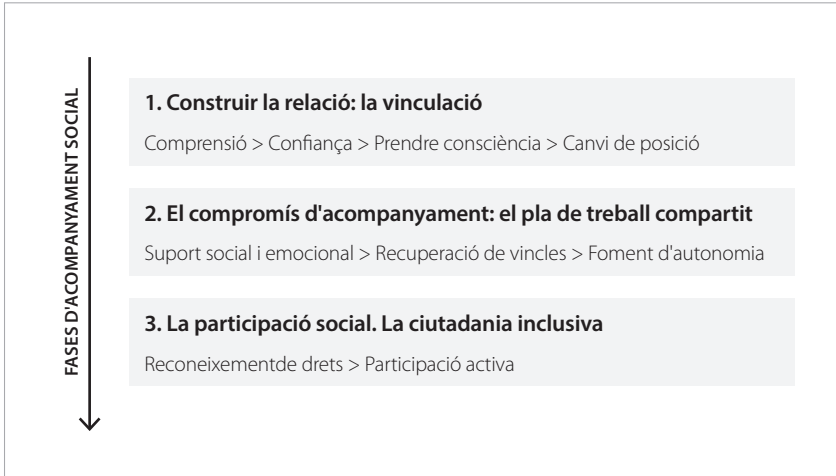 FASES D'ACOMPANYAMENT SOCIAL
1. Construir la relació: la vinculació
Comprensió > Confiança > Prendre consciència > Canvi de posició
2. El compromís d'acompanyament: el pla de treball compartit
Suport social i emocional > Recuperació de vincles > Foment d'autonomia
3. La participació social. La ciutadania inclusiva
Reconeixementde drets > Participació activa